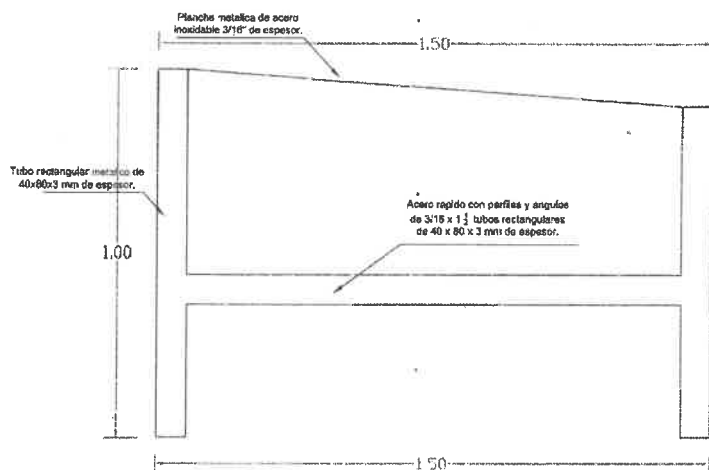 Planche metalica de acero
inoxidable 3/16" de espesor.
1.50
Tubo rectangular metalico de
40x80x3 mm de espesor.
Acero rapido con perfiles y angulos
de 3/16 x 1 1/2 tubos rectangulares
de 40 x 80 x 3 mm de espesor.
1.00
1.50